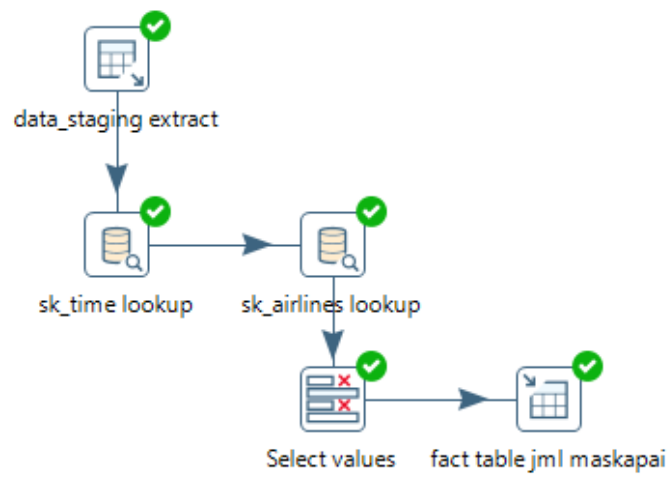 data_staging extract
sk_time lookup
sk_airlines lookup
Select values
fact table jml maskapai